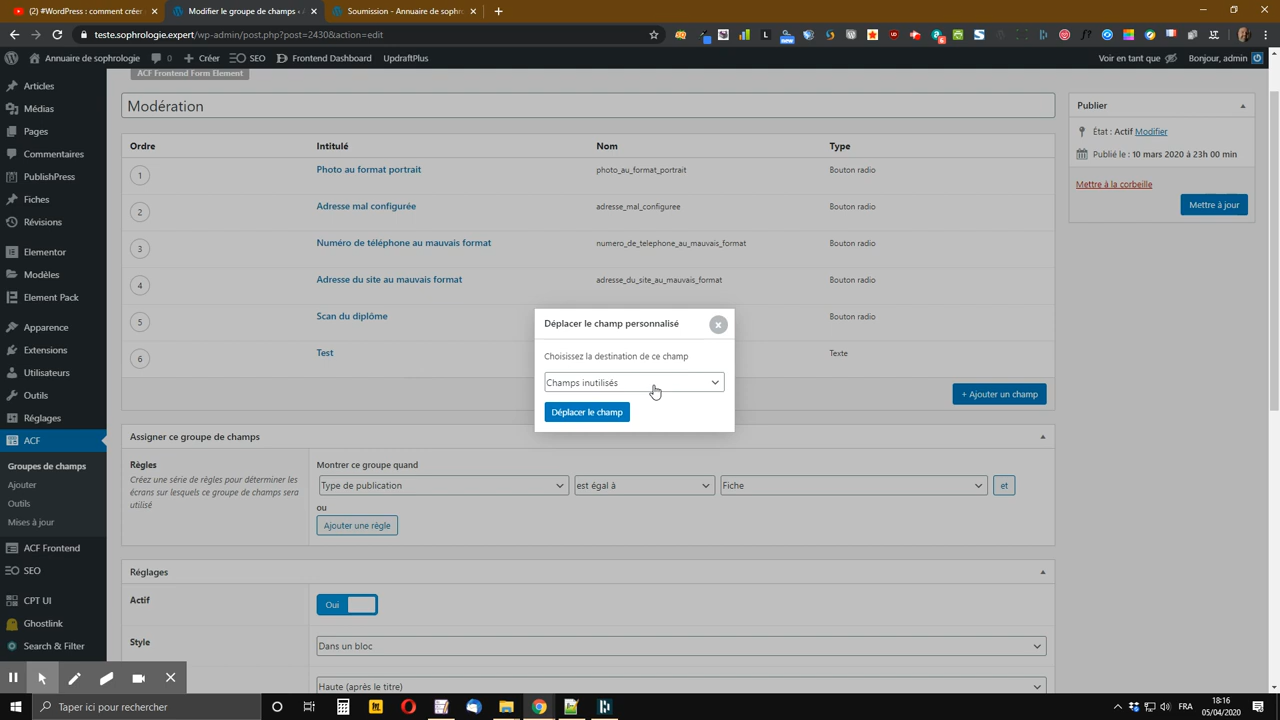 (2) #WordPress : comment créer
Modifier le groupe de champs ‹
Soumission - Annuaire de sophro
teste.sophologie.expert/wp-admin/post.php?post=2430&action=edit
Annuaire de sophrologie
0
Créer
SEO
Frontend Dashboard
UpdraftPlus
Voir en tant que
Bonjour, admin
Articles
Médias
Pages
Commentaires
PublishPress
Fiches
Révisions
Elementor
Modèles
Element Pack
Apparence
Extensions
Utilisateurs
Outils
Réglages
ACF
Groupes de champs
Ajouter
Outils
Mises à jour
ACF Frontend
SEO
CPT UI
Ghostlink
Search & Filter
ACF Frontend Form Element
Modération
Ordre Intitulé Nom Type
1 Photo au format portrait photo_au_format_portrait Bouton radio
2 Adresse mal configurée adresse_mal_configuree Bouton radio
3 Numéro de téléphone au mauvais format numero_de_telephone_au_mauvais_format Bouton radio
4 Adresse du site au mauvais format adresse_du_site_au_mauvais_format Bouton radio
5 Scan du diplôme Bouton radio
6 Test Texte
+ Ajouter un champ
Déplacer le champ personnalisé
Choisissez la destination de ce champ
Champs inutilisés
Déplacer le champ
Assigner ce groupe de champs
Règles
Créez une série de règles pour déterminer les
écrans sur lesquels ce groupe de champs sera
utilisé
Montrer ce groupe quand
Type de publication est égal à Fiche et
ou
Ajouter une règle
Réglages
Actif
Oui
Style
Dans un bloc
Haute (après le titre)
Publier
État : Actif Modifier
Publié le : 10 mars 2020 à 23h 00 min
Mettre à la corbeille
Mettre à jour
Taper ici pour rechercher
FRA
18:16
05/04/2020